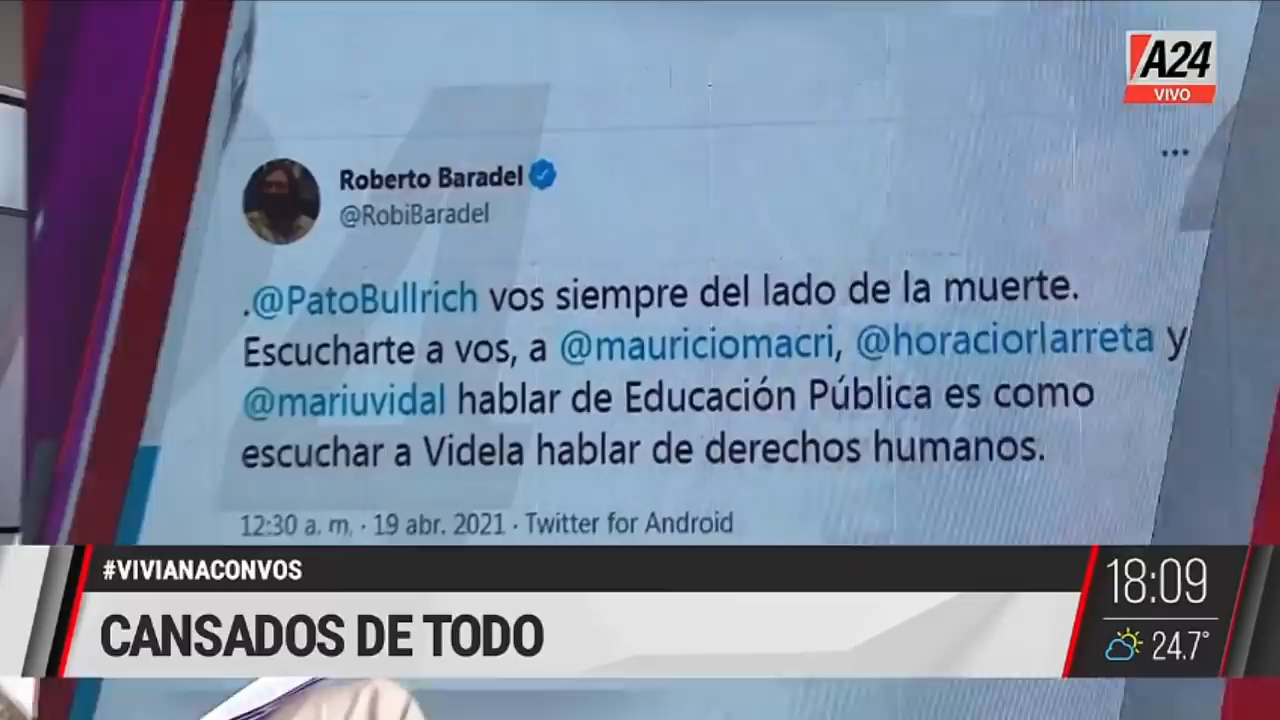 A24
VIVO
...
Roberto Baradel
@RobiBaradel
.@PatoBullrich vos siempre del lado de la muerte.
Escucharte a vos, a @mauriciomacri, @horaciorlarreta y
@mariuvidal hablar de Educación Pública es como
escuchar a Videla hablar de derechos humanos.
12:30 a. m. · 19 abr. 2021 · Twitter for Android
#VIVIANACONVOS
CANSADOS DE TODO
18:09
24.7°